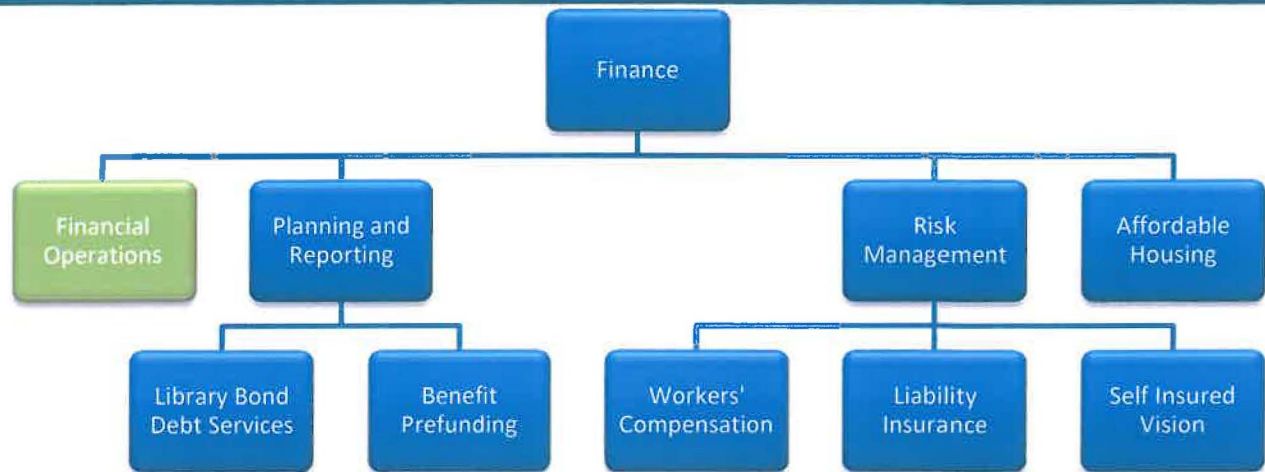 Finance
Financial
Operations
Planning and
Reporting
Risk
Management
Affordable
Housing
Library Bond
Debt Services
Benefit
Prefunding
Workers'
Compensation
Liability
Insurance
Self Insured
Vision